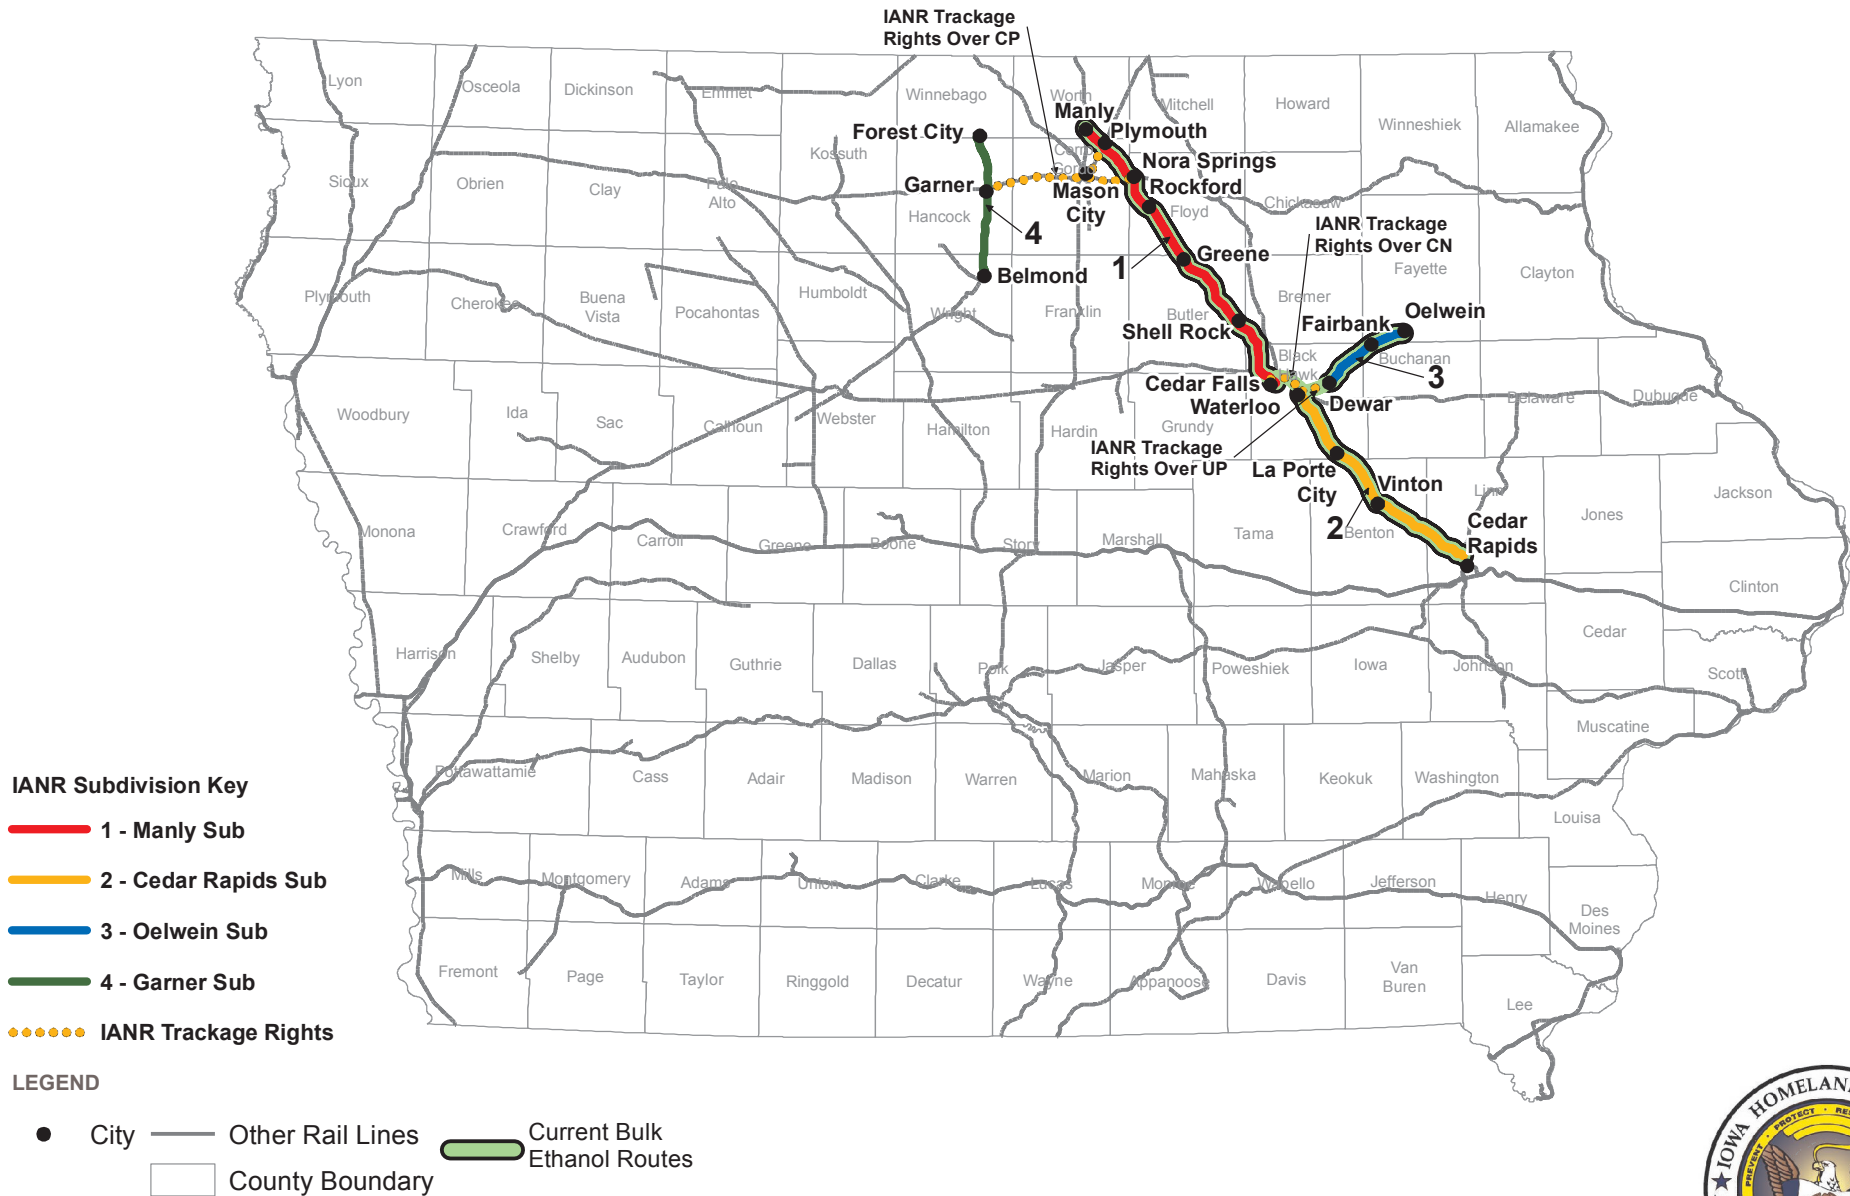 IANR Trackage
Rights Over CP
Lyon
Osceola
Dickinson
Emmet
Winnebago
Worth
Mitchell
Howard
Winneshiek
Allamakee
Manly
Plymouth
Forest City
Kossuth
Cerro
Gordo
Nora Springs
Sioux
Obrien
Clay
Palo
Alto
Garner
Mason
City
Rockford
Hancock
Floyd
Chickasaw
IANR Trackage
Rights Over CN
4
1
Greene
Fayette
Clayton
Belmond
Plymouth
Cherokee
Buena
Vista
Pocahontas
Humboldt
Wright
Franklin
Butler
Bremer
Shell Rock
Fairbank
Oelwein
Black
Hawk
Buchanan
3
Cedar Falls
Waterloo
Dewar
Delaware
Dubuque
Woodbury
Ida
Sac
Calhoun
Webster
Hamilton
Hardin
Grundy
IANR Trackage
Rights Over UP
La Porte
City
Vinton
2
Linn
Jackson
Jones
Cedar
Rapids
Monona
Crawford
Carroll
Greene
Boone
Story
Marshall
Tama
Benton
Clinton
Harrison
Shelby
Audubon
Guthrie
Dallas
Polk
Jasper
Poweshiek
Iowa
Johnson
Cedar
Scott
Muscatine
IANR Subdivision Key
Pottawattamie
Cass
Adair
Madison
Warren
Marion
Mahaska
Keokuk
Washington
Louisa
1 - Manly Sub
2 - Cedar Rapids Sub
Mills
Montgomery
Adams
Union
Clarke
Lucas
Monroe
Wapello
Jefferson
Henry
Des
Moines
3 - Oelwein Sub
4 - Garner Sub
Fremont
Page
Taylor
Ringgold
Decatur
Wayne
Appanoose
Davis
Van
Buren
Lee
IANR Trackage Rights
LEGEND
City
Other Rail Lines
Current Bulk
Ethanol Routes
County Boundary
IOWA HOMELAN
PREVENT · PROTECT ·